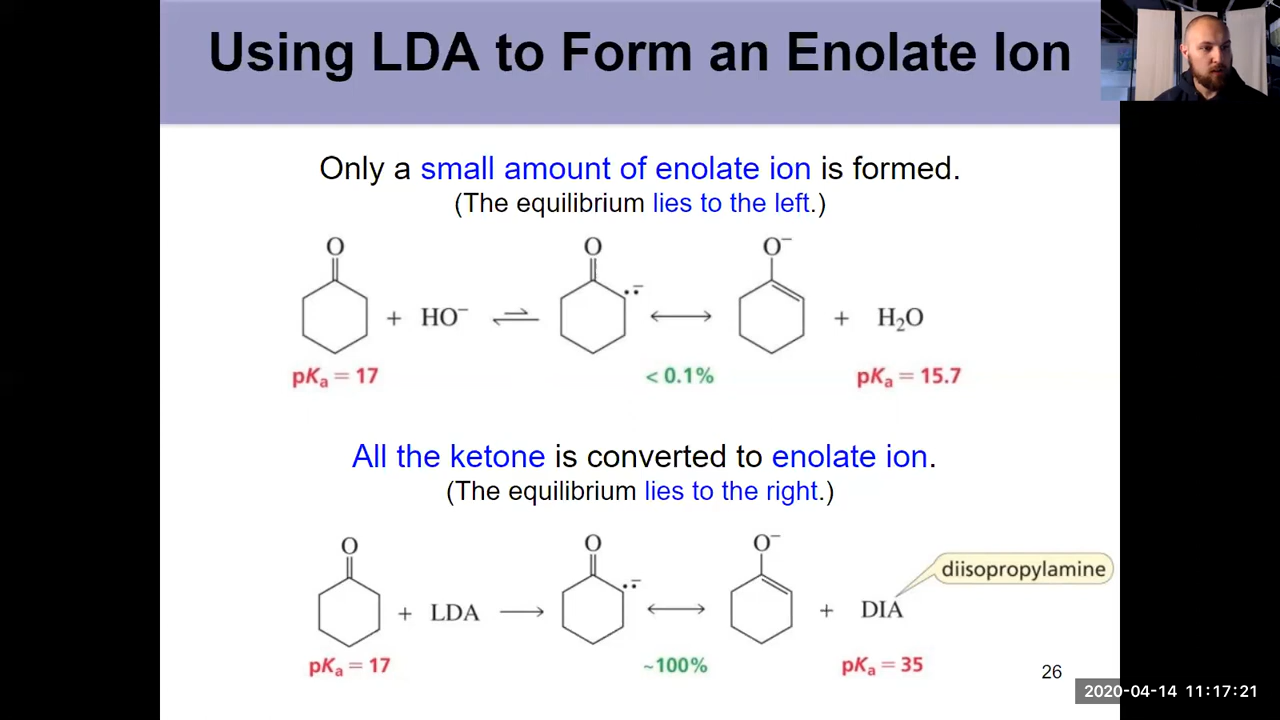 Using LDA to Form an Enolate Ion
Only a small amount of enolate ion is formed.
(The equilibrium lies to the left.)
O O O⁻
+ HO⁻ ⇌ ··⁻ ⟷ + H₂O
pKₐ = 17 < 0.1% pKₐ = 15.7
All the ketone is converted to enolate ion.
(The equilibrium lies to the right.)
O O O⁻
diisopropylamine
+ LDA ⟶ ··⁻ ⟷ + DIA
pKₐ = 17 ~100% pKₐ = 35
26
2020-04-14 11:17:21